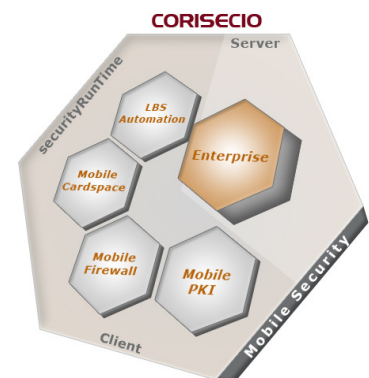 CORISECIO
Server
securityRunTime
LBS
Automation
Enterprise
Mobile
Cardspace
Mobile
Firewall
Mobile
PKI
Client
Mobile Security